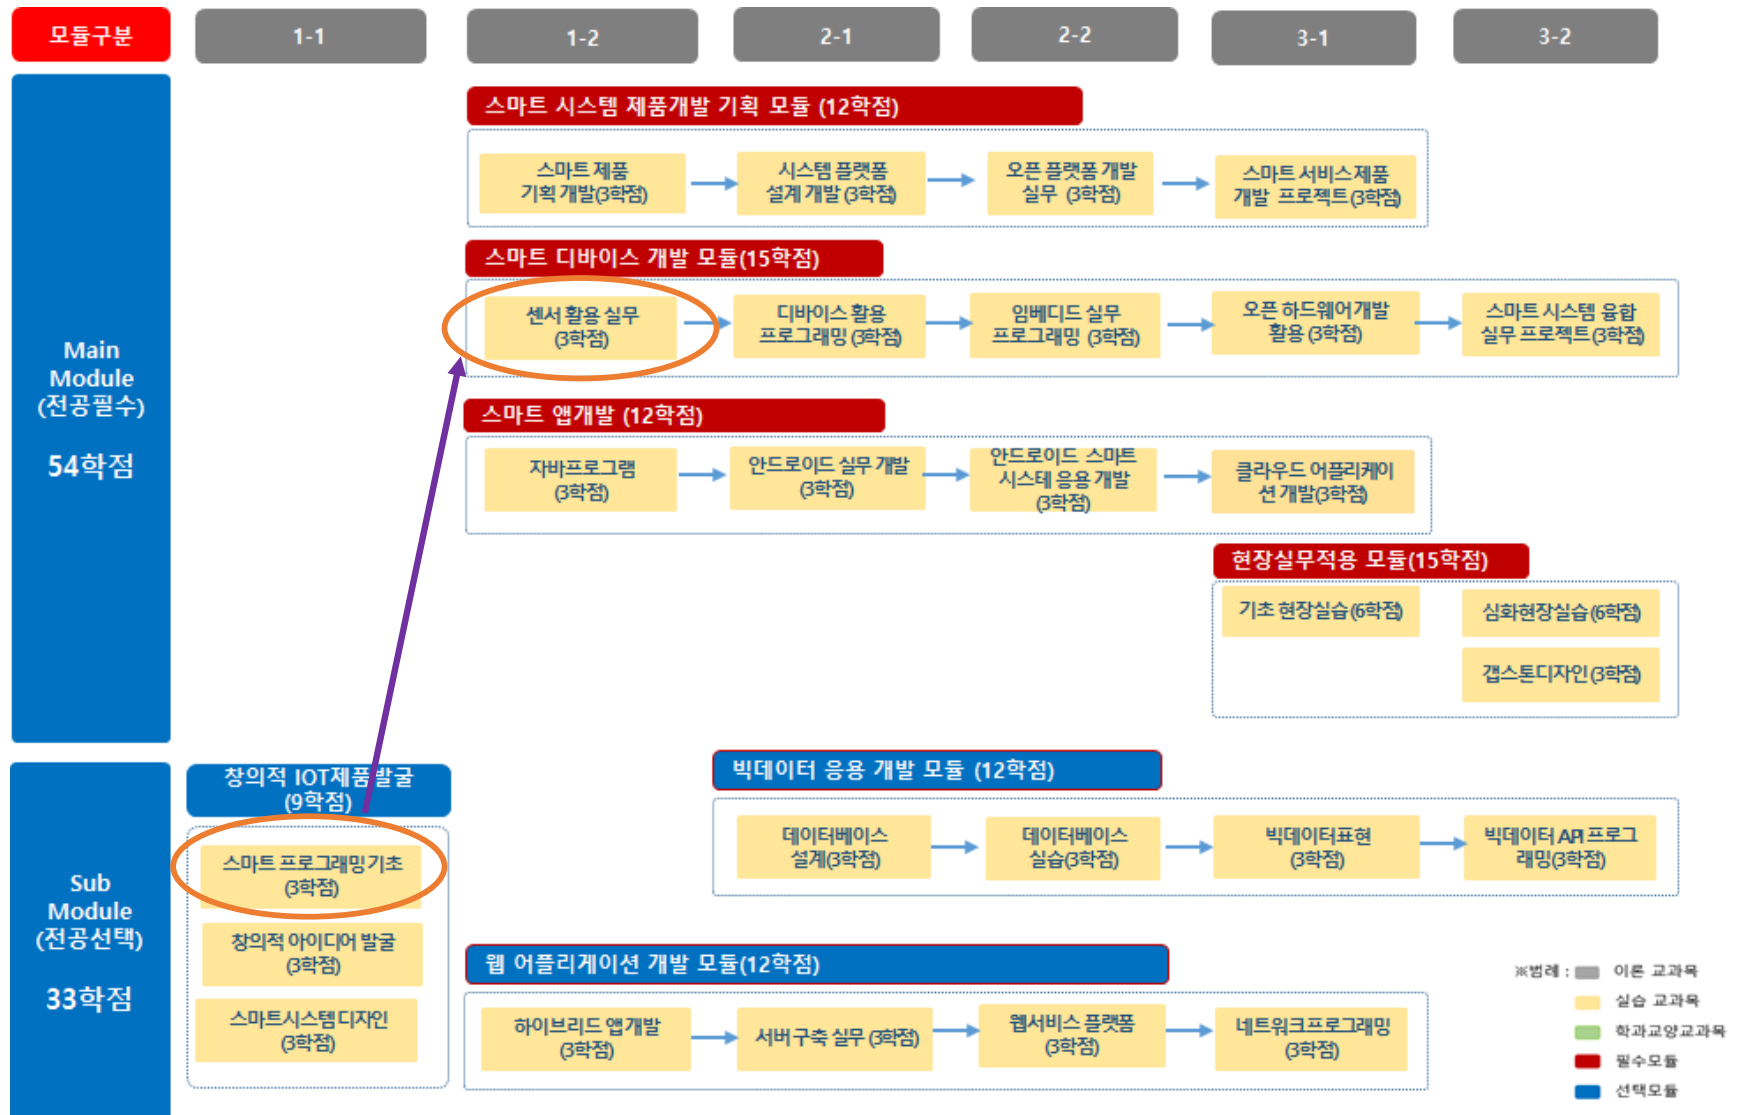 모듈구분
1-1
1-2
2-1
2-2
3-1
3-2
Main
Module
(전공필수)
54학점
스마트 시스템 제품개발 기획 모듈 (12학점)
스마트 제품
기획 개발(3학점)
시스템 플랫폼
설계 개발 (3학점)
오픈 플랫폼 개발
실무 (3학점)
스마트 서비스 제품
개발 프로젝트(3학점)
스마트 디바이스 개발 모듈(15학점)
센서 활용 실무
(3학점)
디바이스 활용
프로그래밍 (3학점)
임베디드 실무
프로그래밍 (3학점)
오픈 하드웨어 개발
활용 (3학점)
스마트 시스템 융합
실무 프로젝트(3학점)
스마트 앱개발 (12학점)
자바프로그램
(3학점)
안드로이드 실무 개발
(3학점)
안드로이드 스마트
시스테 응용 개발
(3학점)
클라우드 어플리케이
션 개발(3학점)
현장실무적용 모듈(15학점)
기초 현장실습(6학점)
심화현장실습(6학점)
캡스톤디자인(3학점)
Sub
Module
(전공선택)
33학점
창의적 IOT제품발굴
(9학점)
스마트 프로그래밍 기초
(3학점)
창의적 아이디어 발굴
(3학점)
스마트시스템 디자인
(3학점)
빅데이터 응용 개발 모듈 (12학점)
데이터베이스
설계(3학점)
데이터베이스
실습(3학점)
빅데이터표현
(3학점)
빅데이터 API 프로그
래밍(3학점)
웹 어플리게이션 개발 모듈(12학점)
하이브리드 앱개발
(3학점)
서버 구축 실무 (3학점)
웹서비스 플랫폼
(3학점)
네트워크프로그래밍
(3학점)
※범례 :
이론 교과목
실습 교과목
학과교양교과목
필수모듈
선택모듈